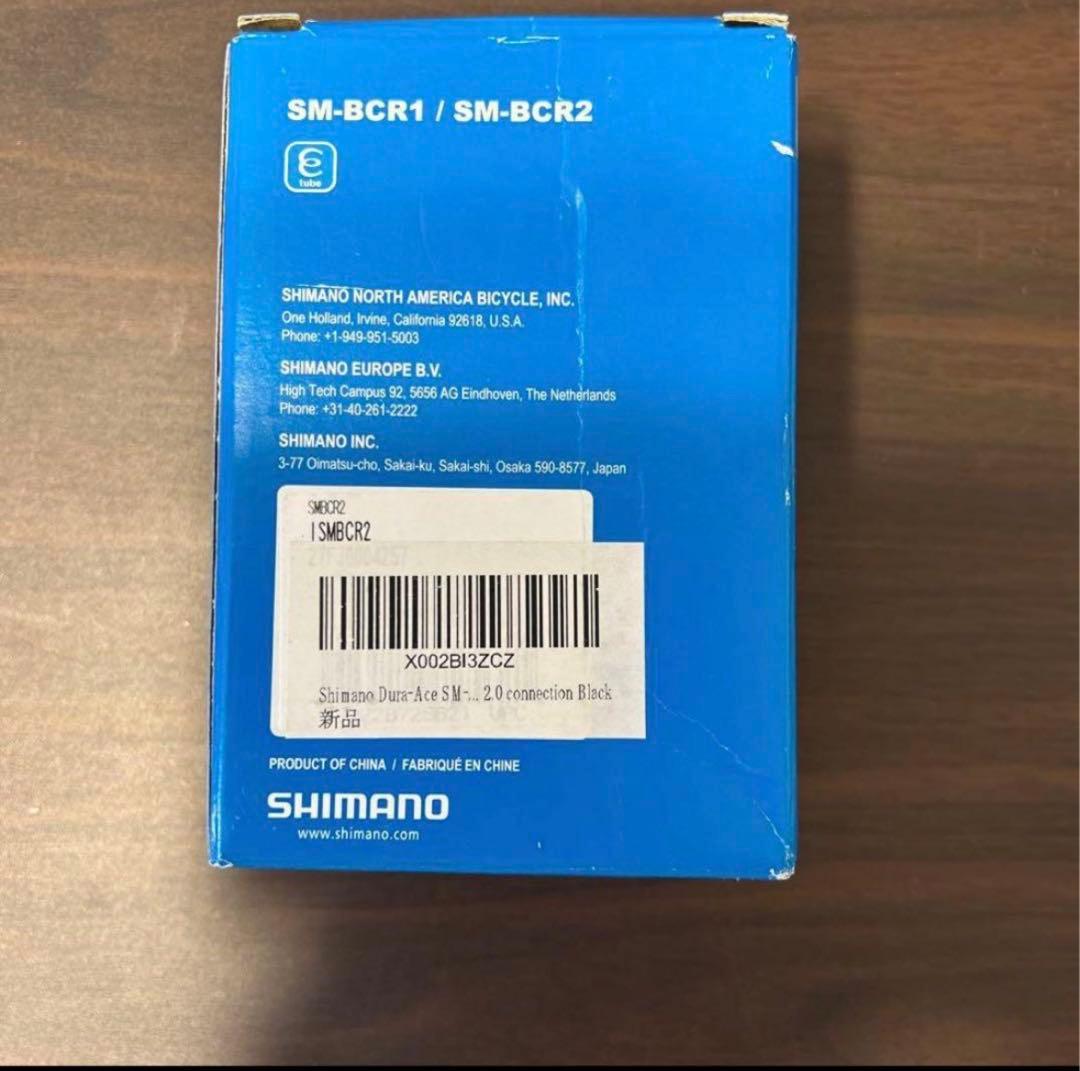 SM-BCR1 / SM-BCR2
tube
SHIMANO NORTH AMERICA BICYCLE, INC.
One Holland, Irvine, California 92618, U.S.A.
Phone: +1-949-951-5003
SHIMANO EUROPE B.V.
High Tech Campus 92, 5656 AG Eindhoven, The Netherlands
Phone: +31-40-261-2222
SHIMANO INC.
3-77 Oimatsu-cho, Sakai-ku, Sakai-shi, Osaka 590-8577, Japan
SMBCR2
ISMBCR2
X002BI3ZCZ
Shimano Dura-Ace SM-... 2.0 connection Black
新品
PRODUCT OF CHINA / FABRIQUÉ EN CHINE
SHIMANO
www.shimano.com